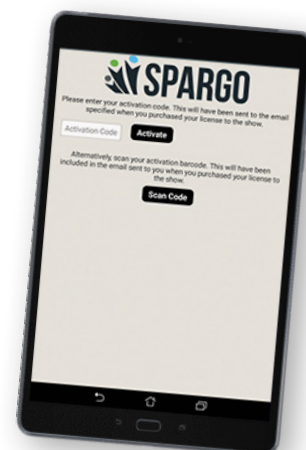 SPARGO
Please enter your activation code. This will have been sent to the email
specified when you purchased your license to the show.
Activation Code Activate
Alternatively, scan your activation barcode. This will have been
included in the email sent to you when you purchased your license to
the show.
Scan Code